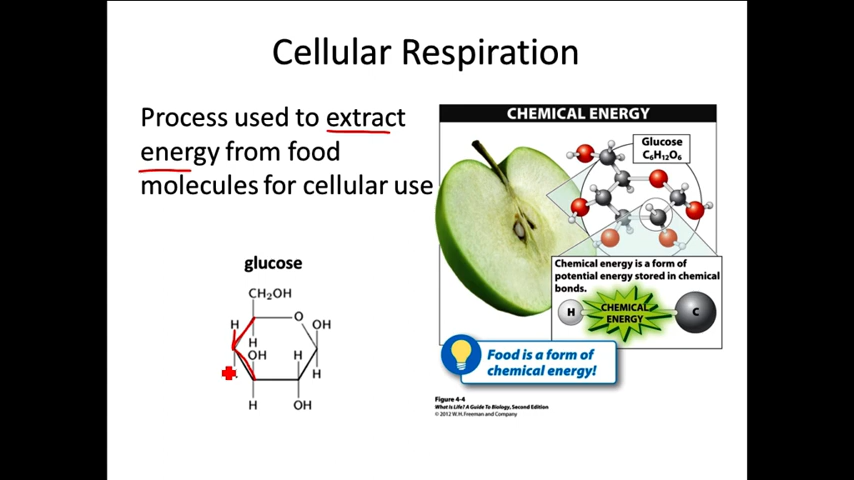 Cellular Respiration
Process used to extract
energy from food
molecules for cellular use
CHEMICAL ENERGY
Glucose
C₆H₁₂O₆
Chemical energy is a form of
potential energy stored in chemical
bonds.
H
CHEMICAL
ENERGY
C
Food is a form of
chemical energy!
Figure 4-4
What Is Life? A Guide To Biology, Second Edition
© 2012 W.H. Freeman and Company
glucose
CH₂OH
H
O
OH
H
OH
H
H
H
OH